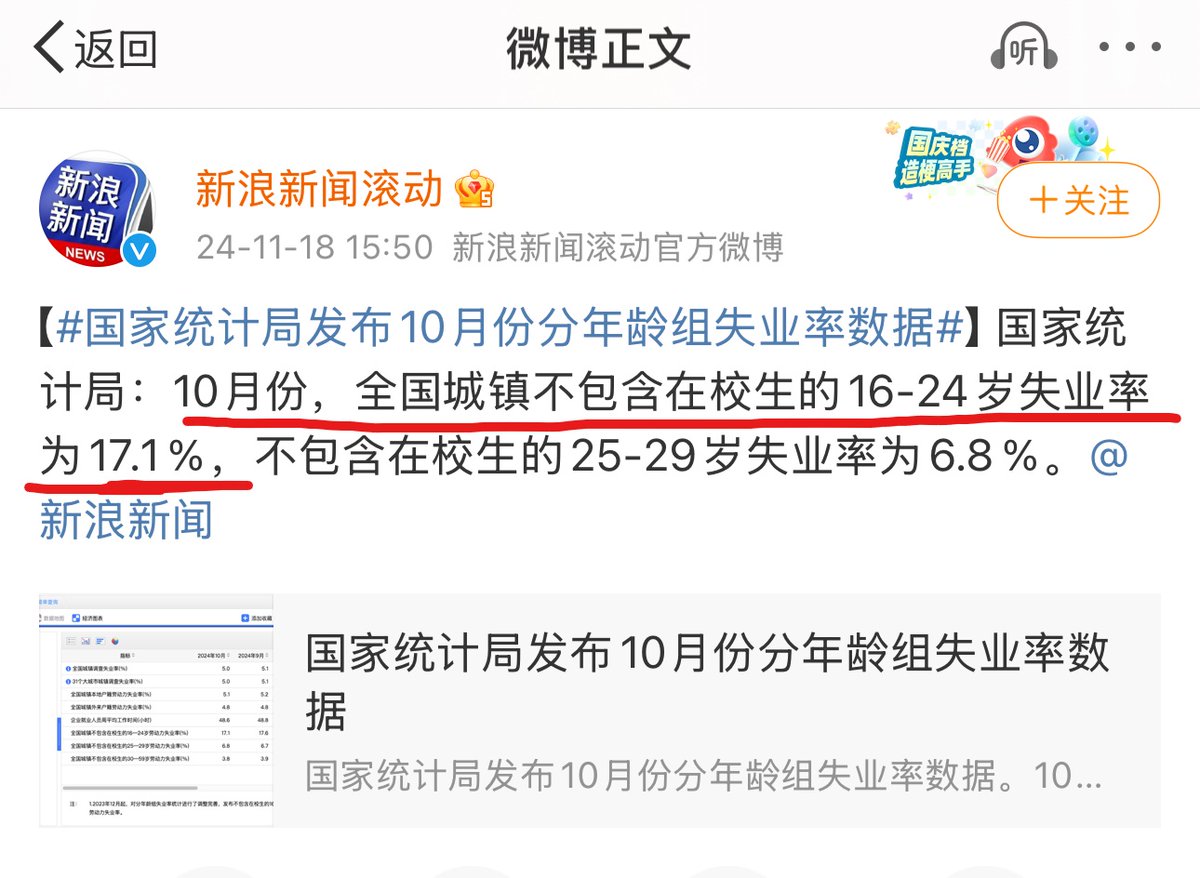 返回
微博正文
听
国庆档
造梗高手
新浪
新闻
NEWS
新浪新闻滚动
+关注
24-11-18 15:50 新浪新闻滚动官方微博
【#国家统计局发布10月份分年龄组失业率数据#】国家统
计局：10月份，全国城镇不包含在校生的16-24岁失业率
为17.1%，不包含在校生的25-29岁失业率为6.8%。@
新浪新闻
数据地图 经济图表 添加收藏
指标 2024年10月 2024年9月
全国城镇调查失业率(%) 5.0 5.1
31个大城市城镇调查失业率(%) 5.0 5.1
全国城镇本地户籍劳动力失业率(%) 5.1 5.2
全国城镇外来户籍劳动力失业率(%) 4.8 4.9
企业就业人员周平均工作时间(小时) 48.6 48.8
全国城镇不包含在校生的16—24岁劳动力失业率(%) 17.1 17.6
全国城镇不包含在校生的25—29岁劳动力失业率(%) 6.8 6.7
全国城镇不包含在校生的30—59岁劳动力失业率(%) 3.8 3.9
注： 1.2023年12月起，对分年龄组失业率统计进行了调整完善，发布不包含在校生的16
劳动力失业率。
国家统计局发布10月份分年龄组失业率数
据
国家统计局发布10月份分年龄组失业率数据。10...